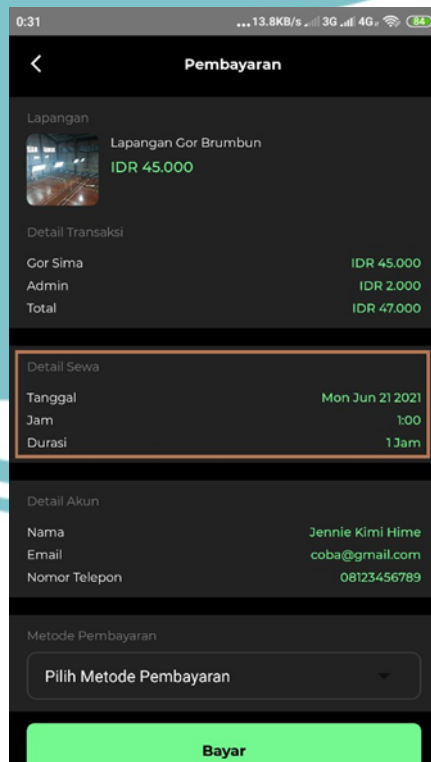 0:31 ...13.8KB/s 3G 4G 84
Pembayaran
Lapangan
Lapangan Gor Brumbun
IDR 45.000
Detail Transaksi
Gor Sima IDR 45.000
Admin IDR 2.000
Total IDR 47.000
Detail Sewa
Tanggal Mon Jun 21 2021
Jam 1:00
Durasi 1 Jam
Detail Akun
Nama Jennie Kimi Hime
Email coba@gmail.com
Nomor Telepon 08123456789
Metode Pembayaran
Pilih Metode Pembayaran
Bayar